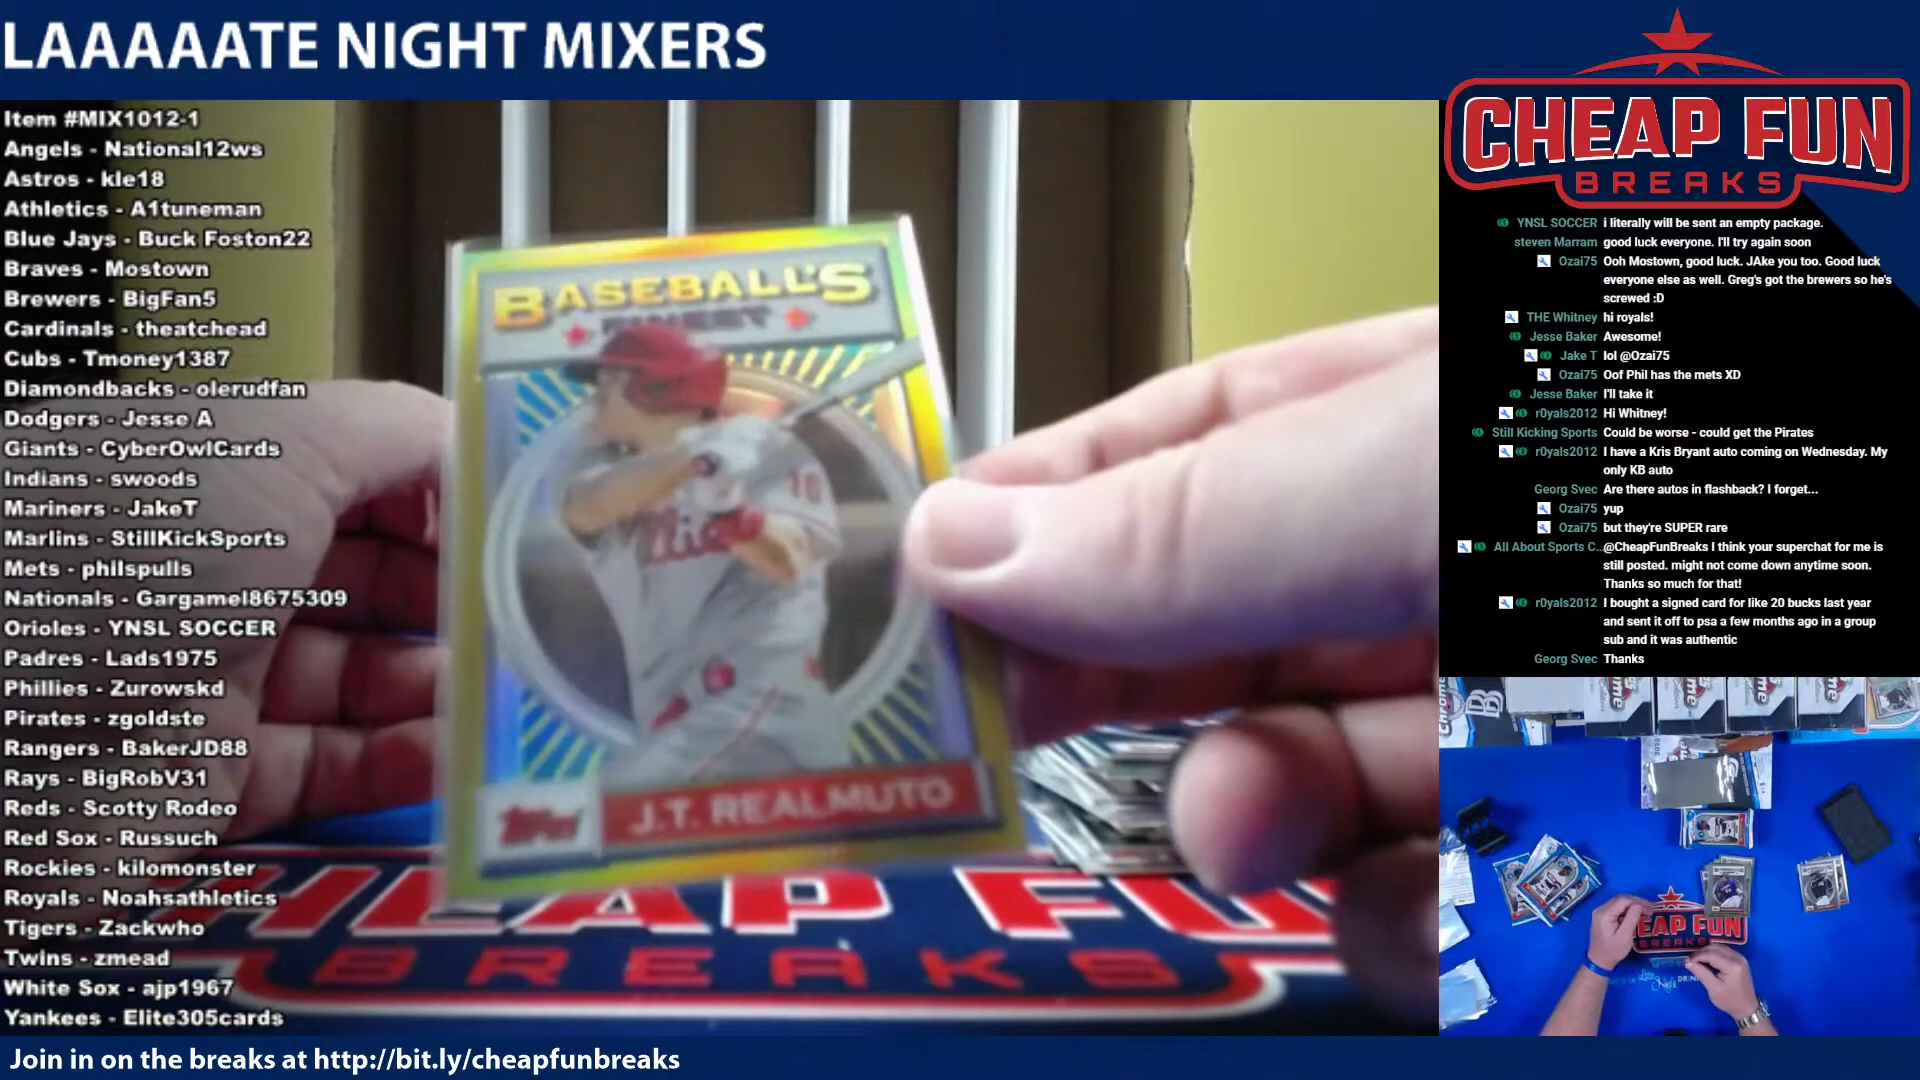 LAAAAATE NIGHT MIXERS
CHEAP FUN
BREAKS
Item #MIX1012-1
Angels - National12ws
Astros - kle18
Athletics - A1tuneman
Blue Jays - Buck Foston22
Braves - Mostown
Brewers - BigFan5
Cardinals - theatchead
Cubs - Tmoney1387
Diamondbacks - olerudfan
Dodgers - Jesse A
Giants - CyberOwlCards
Indians - swoods
Mariners - JakeT
Marlins - StillKickSports
Mets - philspulls
Nationals - Gargamel8675309
Orioles - YNSL SOCCER
Padres - Lads1975
Phillies - Zurowskd
Pirates - zgoldste
Rangers - BakerJD88
Rays - BigRobV31
Reds - Scotty Rodeo
Red Sox - Russuch
Rockies - kilomonster
Royals - Noahsathletics
Tigers - Zackwho
Twins - zmead
White Sox - ajp1967
Yankees - Elite305cards
BASEBALL'S
FINEST
10
Topps
J.T. REALMUTO
HEAP FU
BREAKS
YNSL SOCCER i literally will be sent an empty package.
steven Marram good luck everyone. I'll try again soon
Ozai75 Ooh Mostown, good luck. JAke you too. Good luck
everyone else as well. Greg's got the brewers so he's
screwed :D
THE Whitney hi royals!
Jesse Baker Awesome!
Jake T lol @Ozai75
Ozai75 Oof Phil has the mets XD
Jesse Baker I'll take it
r0yals2012 Hi Whitney!
Still Kicking Sports Could be worse - could get the Pirates
r0yals2012 I have a Kris Bryant auto coming on Wednesday. My
only KB auto
Georg Svec Are there autos in flashback? I forget...
Ozai75 yup
Ozai75 but they're SUPER rare
All About Sports C... @CheapFunBreaks I think your superchat for me is
still posted. might not come down anytime soon.
Thanks so much for that!
r0yals2012 I bought a signed card for like 20 bucks last year
and sent it off to psa a few months ago in a group
sub and it was authentic
Georg Svec Thanks
EAP FUN
BREAKS
Join in on the breaks at http://bit.ly/cheapfunbreaks